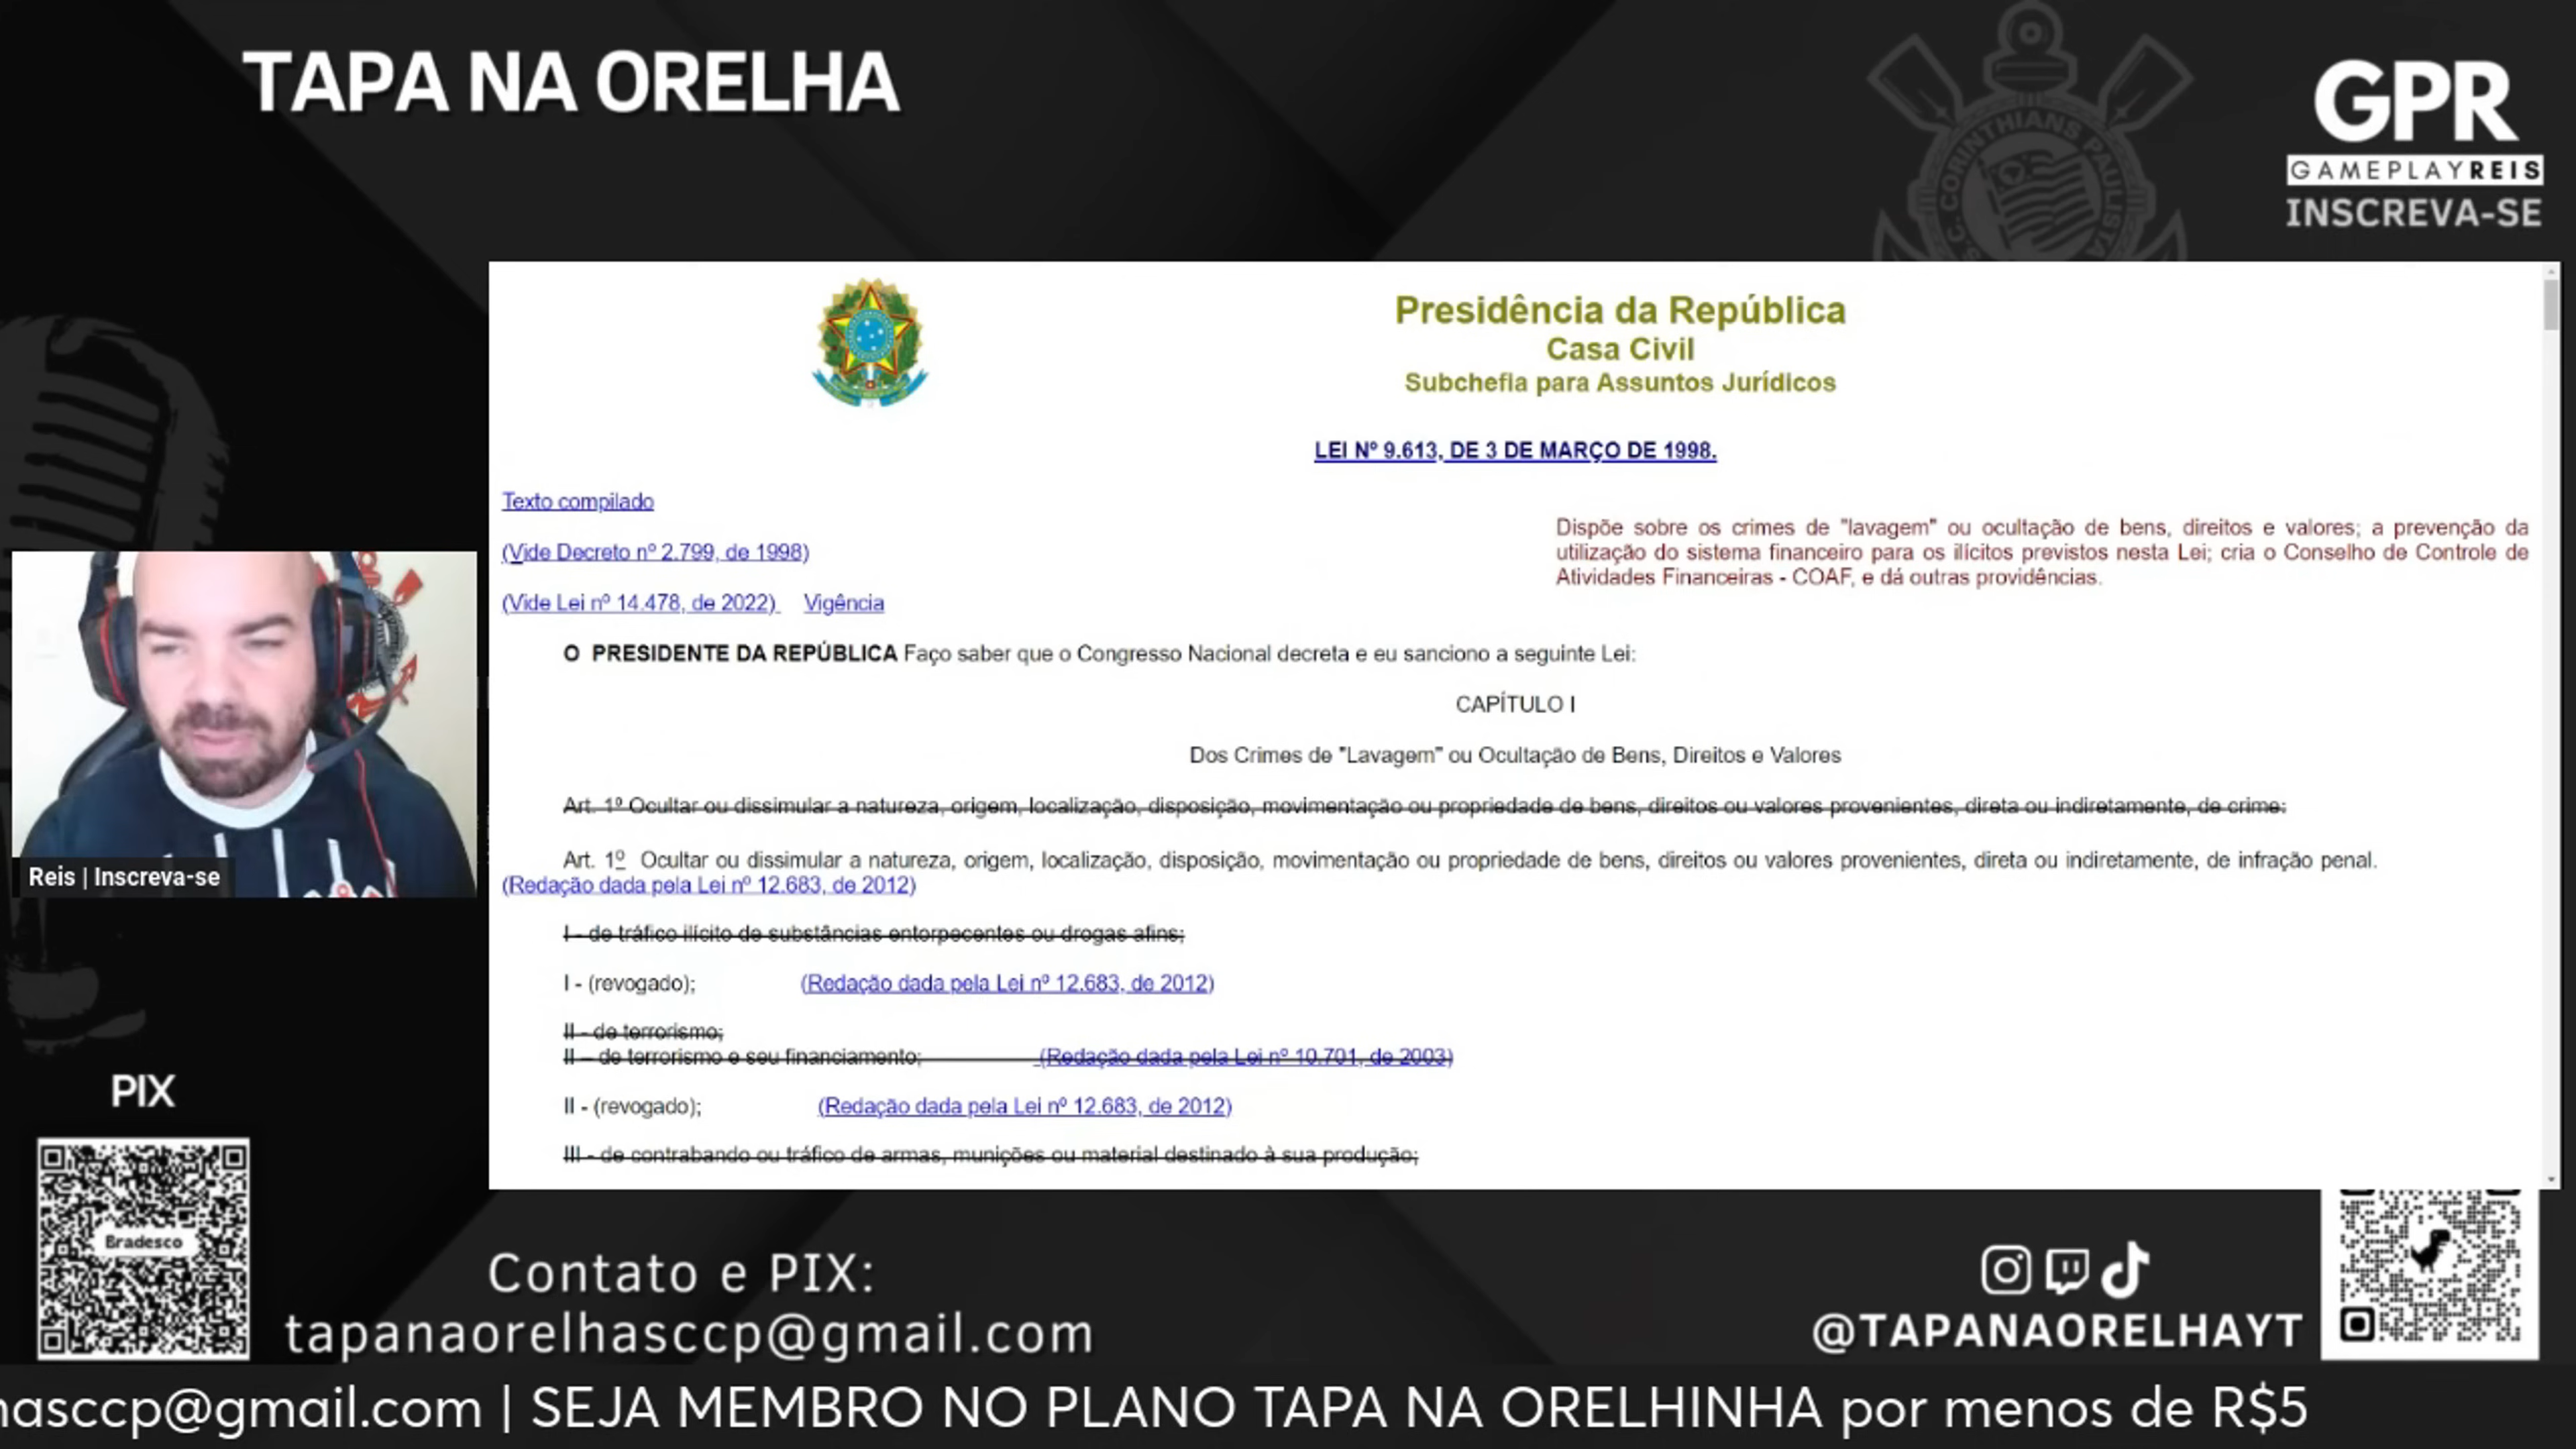 TAPA NA ORELHA
GPR
GAMEPLAYREIS
INSCREVA-SE
S.C. CORINTHIANS PAULISTA
Presidência da República
Casa Civil
Subchefia para Assuntos Jurídicos
LEI Nº 9.613, DE 3 DE MARÇO DE 1998.
Texto compilado
(Vide Decreto nº 2.799, de 1998)
(Vide Lei nº 14.478, de 2022) Vigência
Dispõe sobre os crimes de "lavagem" ou ocultação de bens, direitos e valores; a prevenção da
utilização do sistema financeiro para os ilícitos previstos nesta Lei; cria o Conselho de Controle de
Atividades Financeiras - COAF, e dá outras providências.
O PRESIDENTE DA REPÚBLICA Faço saber que o Congresso Nacional decreta e eu sanciono a seguinte Lei:
CAPÍTULO I
Dos Crimes de "Lavagem" ou Ocultação de Bens, Direitos e Valores
Art. 1º Ocultar ou dissimular a natureza, origem, localização, disposição, movimentação ou propriedade de bens, direitos ou valores provenientes, direta ou indiretamente, de crime:
Art. 1º Ocultar ou dissimular a natureza, origem, localização, disposição, movimentação ou propriedade de bens, direitos ou valores provenientes, direta ou indiretamente, de infração penal.
(Redação dada pela Lei nº 12.683, de 2012)
I - de tráfico ilícito de substâncias entorpecentes ou drogas afins;
I - (revogado); (Redação dada pela Lei nº 12.683, de 2012)
II - de terrorismo;
II – de terrorismo e seu financiamento; (Redação dada pela Lei nº 10.701, de 2003)
II - (revogado); (Redação dada pela Lei nº 12.683, de 2012)
III - de contrabando ou tráfico de armas, munições ou material destinado à sua produção;
Reis | Inscreva-se
PIX
Bradesco
Contato e PIX:
tapanaorelhasccp@gmail.com
@TAPANAORELHAYT
hasccp@gmail.com | SEJA MEMBRO NO PLANO TAPA NA ORELHINHA por menos de R$5